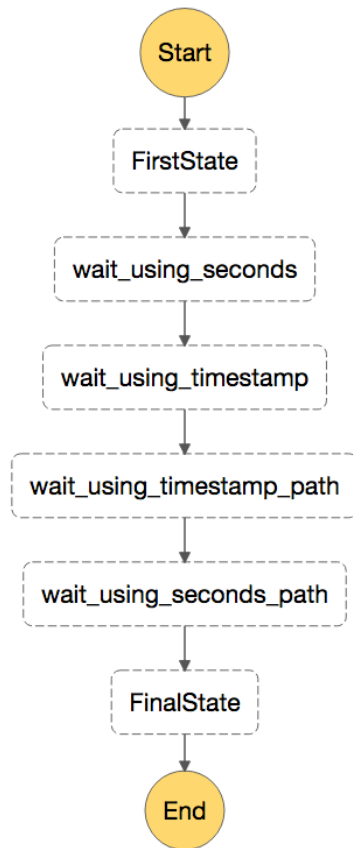 Start
FirstState
wait_using_seconds
wait_using_timestamp
wait_using_timestamp_path
wait_using_seconds_path
FinalState
End